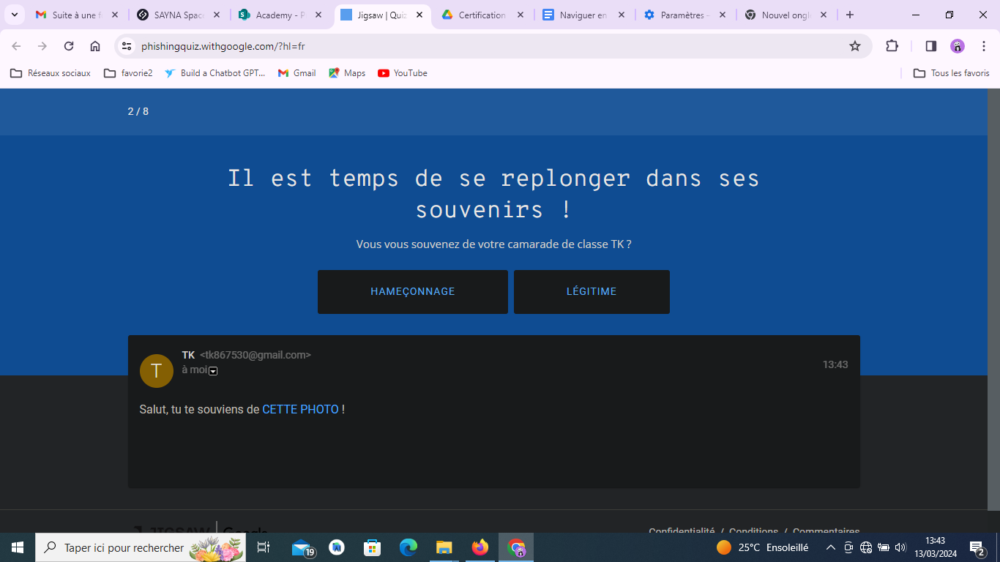 Suite à une fa
SAYNA Spac
Academy - P
Jigsaw | Quiz
Certification
Naviguer en
Paramètres –
Nouvel ongl
phishingquiz.withgoogle.com/?hl=fr
Réseaux sociaux
favorie2
Build a Chatbot GPT...
Gmail
Maps
YouTube
Tous les favoris
2 / 8
Il est temps de se replonger dans ses
souvenirs !
Vous vous souvenez de votre camarade de classe TK ?
HAMEÇONNAGE
LÉGITIME
T
TK <tk867530@gmail.com>
à moi
13:43
Salut, tu te souviens de CETTE PHOTO !
JIGSAW | Google
Confidentialité / Conditions / Commentaires
Taper ici pour rechercher
19
25°C Ensoleillé
13:43
13/03/2024
2